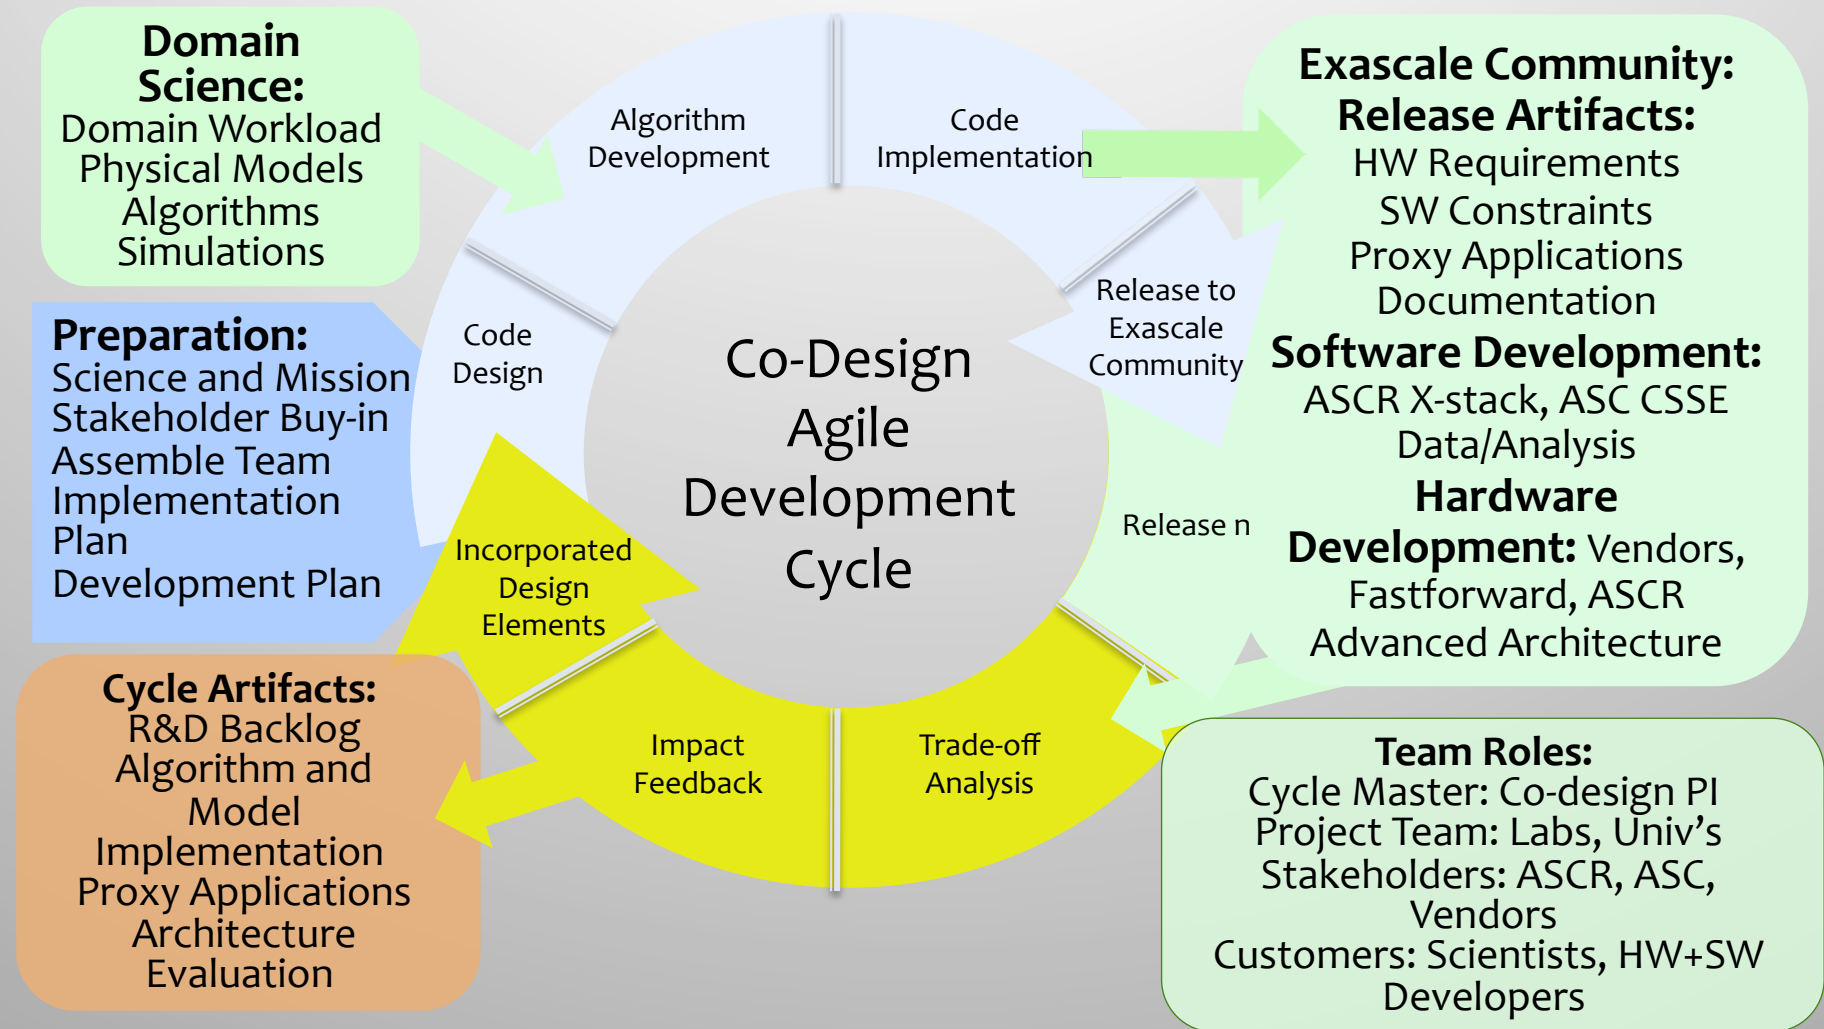 Domain
Science:
Domain Workload
Physical Models
Algorithms
Simulations
Preparation:
Science and Mission
Stakeholder Buy-in
Assemble Team
Implementation
Plan
Development Plan
Cycle Artifacts:
R&D Backlog
Algorithm and
Model
Implementation
Proxy Applications
Architecture
Evaluation
Algorithm
Development
Code
Implementation
Release to
Exascale
Community
Release n
Trade-off
Analysis
Impact
Feedback
Incorporated
Design
Elements
Code
Design
Co-Design
Agile
Development
Cycle
Exascale Community:
Release Artifacts:
HW Requirements
SW Constraints
Proxy Applications
Documentation
Software Development:
ASCR X-stack, ASC CSSE
Data/Analysis
Hardware
Development: Vendors,
Fastforward, ASCR
Advanced Architecture
Team Roles:
Cycle Master: Co-design PI
Project Team: Labs, Univ’s
Stakeholders: ASCR, ASC,
Vendors
Customers: Scientists, HW+SW
Developers